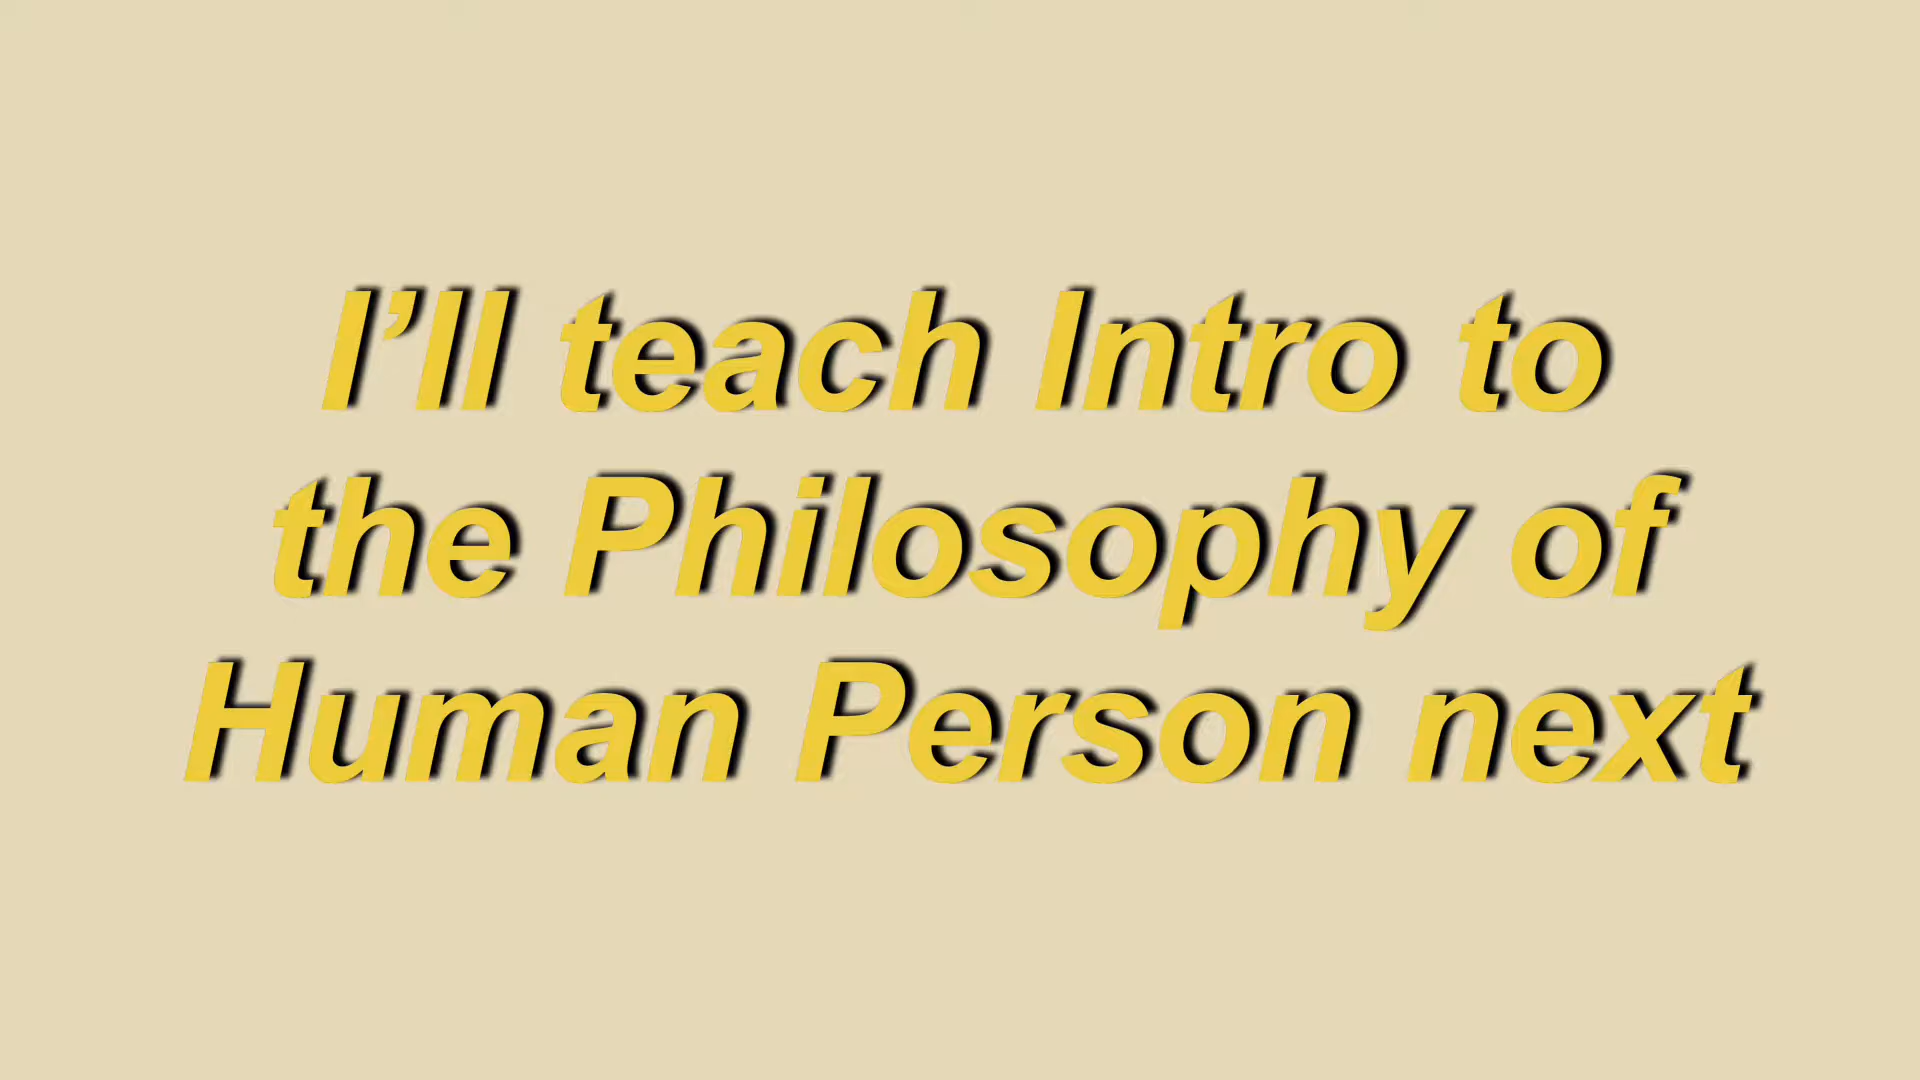 I’ll teach Intro to
the Philosophy of
Human Person next